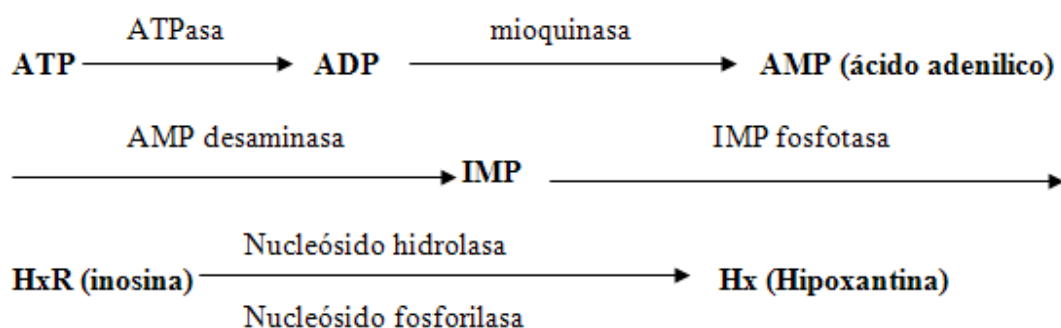 ATPasa mioquinasa
ATP ADP AMP (ácido adenilico)
AMP desaminasa IMP fosfotasa
IMP
Nucleósido hidrolasa
HxR (inosina) Hx (Hipoxantina)
Nucleósido fosforilasa